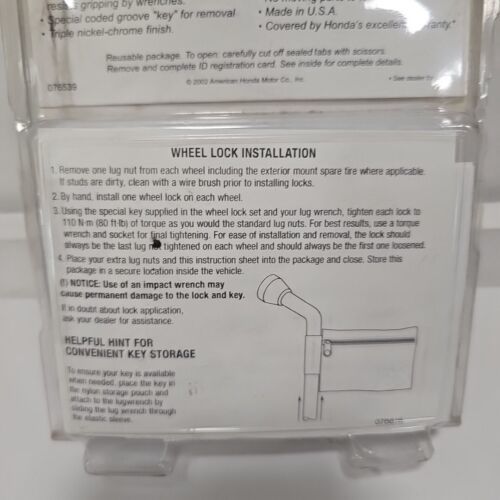 gripping by wrenches.
• Special coded groove "key" for removal
• Triple nickel-chrome finish.
• Made in U.S.A.
• Covered by Honda's
Reusable package. To open: carefully cut off sealed tabs with scissors.
Remove and complete ID registration card. See inside for complete details.
076539
© 2002 American Honda Motor Co., Inc.
* See dealer for
WHEEL LOCK INSTALLATION
1. Remove one lug nut from each wheel including the exterior mount spare tire where applicable.
If studs are dirty, clean with a wire brush prior to installing locks.
2. By hand, install one wheel lock on each wheel.
3. Using the special key supplied in the wheel lock set and your lug wrench, tighten each lock to
110 N·m (80 ft·lb) of torque as you would the standard lug nuts. For best results, use a torque
wrench and socket for final tightening. For ease of installation and removal, the lock should
always be the last lug tightened on each wheel and should always be the first one loosened.
4. Place your extra lug nuts and this instruction sheet into the package and close. Store this
package in a secure location inside the vehicle.
(!) NOTICE: Use of an impact wrench may
cause permanent damage to the lock and key.
If in doubt about lock application,
ask your dealer for assistance.
HELPFUL HINT FOR
CONVENIENT KEY STORAGE
To ensure your key is available
when needed, place the key in
the nylon storage pouch and
attach to the lugwrench by
sliding the lug wrench through
the elastic sleeve.